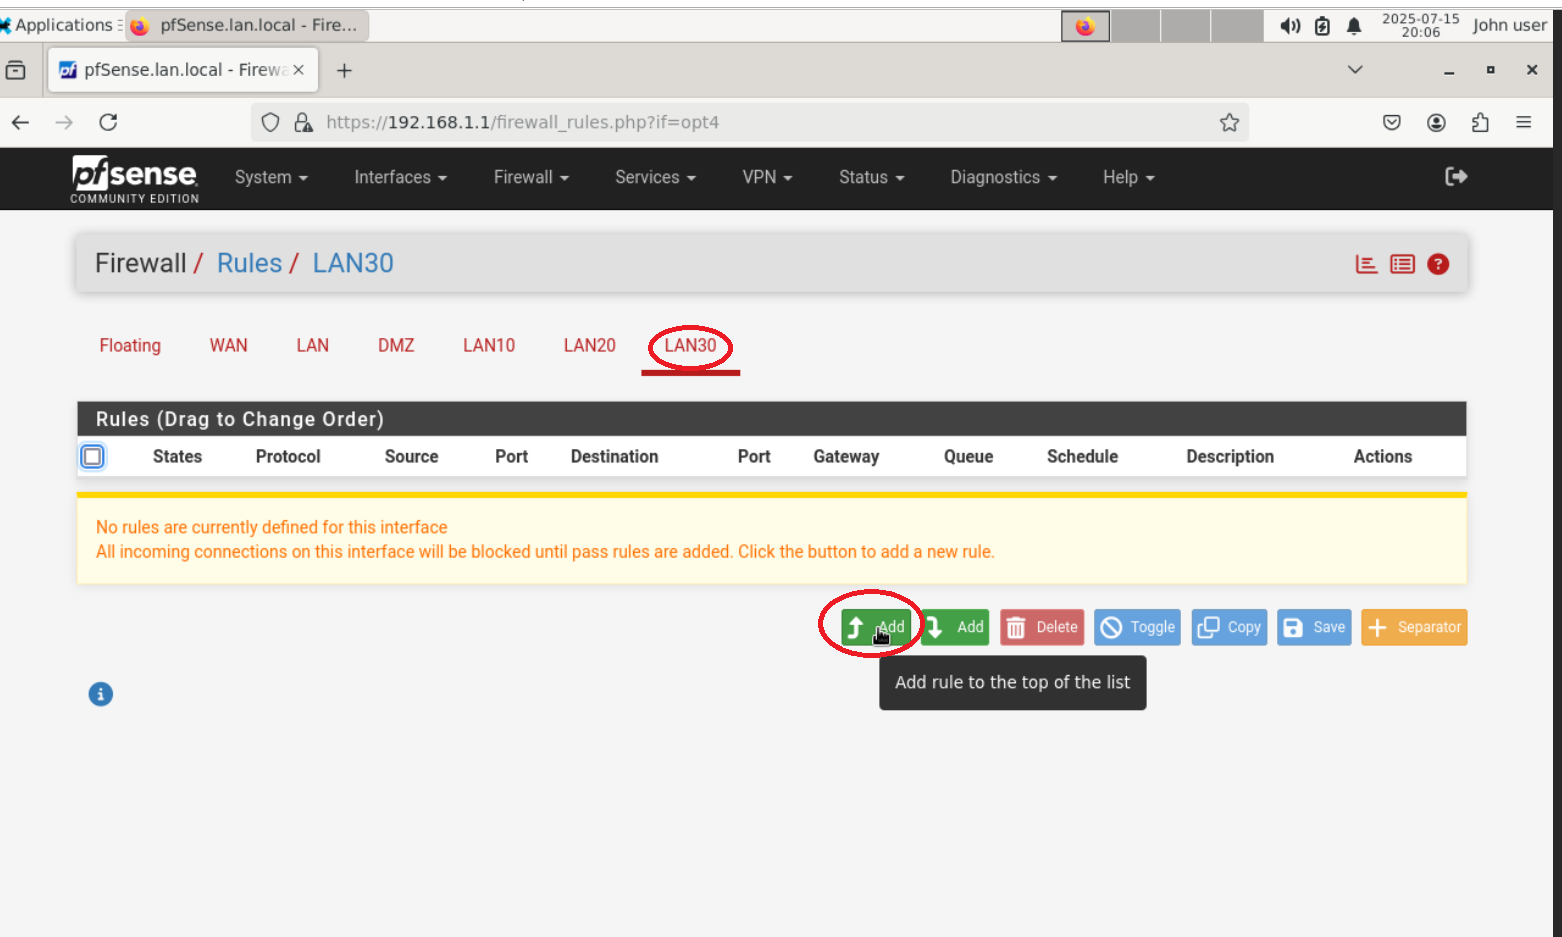 Applications
pfSense.lan.local - Fire...
2025-07-15
20:06
John user
pfSense.lan.local - Firewa
https://192.168.1.1/firewall_rules.php?if=opt4
pfsense
COMMUNITY EDITION
System
Interfaces
Firewall
Services
VPN
Status
Diagnostics
Help
Firewall / Rules / LAN30
Floating
WAN
LAN
DMZ
LAN10
LAN20
LAN30
Rules (Drag to Change Order)
States
Protocol
Source
Port
Destination
Port
Gateway
Queue
Schedule
Description
Actions
No rules are currently defined for this interface
All incoming connections on this interface will be blocked until pass rules are added. Click the button to add a new rule.
Add
Add
Delete
Toggle
Copy
Save
Separator
Add rule to the top of the list